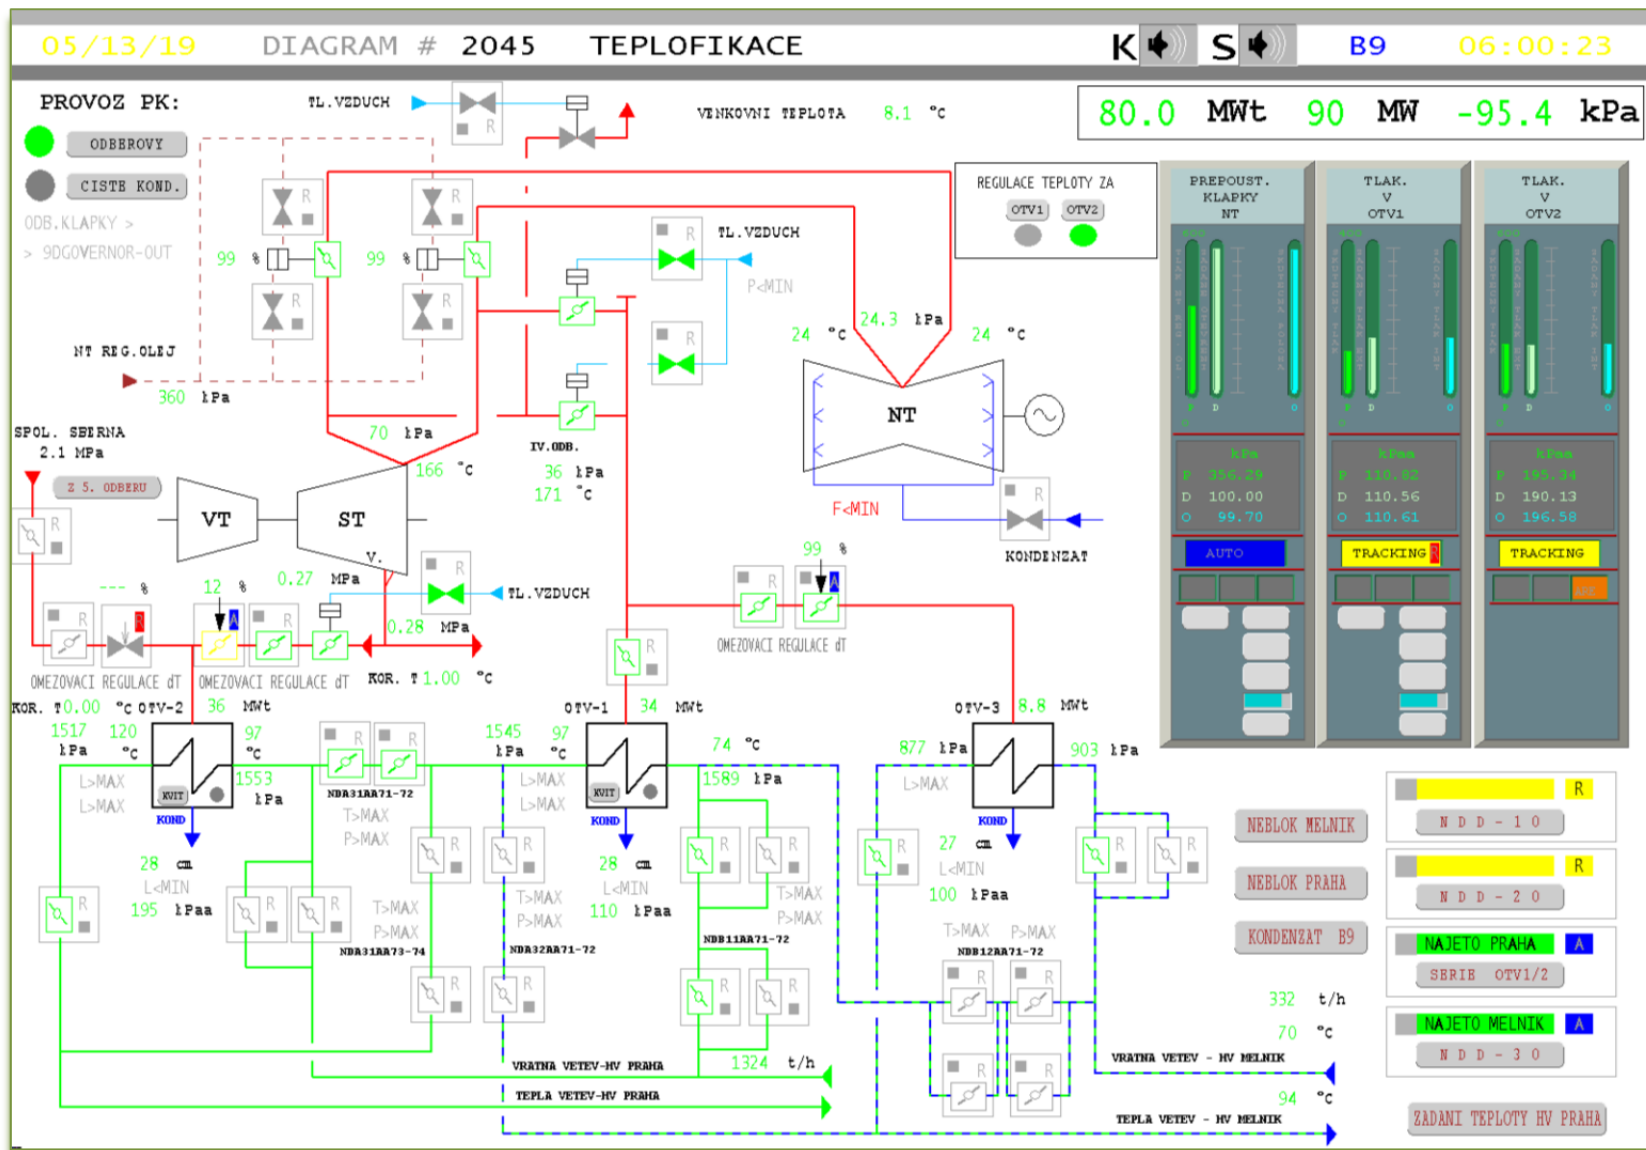 05/13/19 DIAGRAM # 2045 TEPLOFIKACE K S B9 06:00:23
80.0 MWt 90 MW -95.4 kPa
PROVOZ PK:
ODBEROVY
CISTE KOND.
ODB.KLAPKY >
> 9DGOVERNOR-OUT
TL.VZDUCH
R
VENKOVNI TEPLOTA 8.1 °C
R
R
99 %
99 %
R
R
NT REG.OLEJ
360 kPa
R
TL.VZDUCH
P<MIN
R
REGULACE TEPLOTY ZA
OTV1 OTV2
24 °C
24.3 kPa
24 °C
NT
F<MIN
R
KONDENZAT
SPOL. SBERNA
2.1 MPa
Z 5. ODBERU
R
70 kPa
166 °C
IV.ODB.
36 kPa
171 °C
VT
ST
V.
0.27 MPa
R
TL.VZDUCH
0.28 MPa
--- %
12 %
R
R
A
R
OMEZOVACI REGULACE dT
OMEZOVACI REGULACE dT
KOR. T 1.00 °C
99 %
R
A
OMEZOVACI REGULACE dT
R
KOR. T 0.00 °C
OTV-2 36 MWt
1517 kPa
120 °C
97 °C
1553 kPa
L>MAX
L>MAX
KVIT
KOND
28 cm
L<MIN
195 kPaa
R
R
R
NDA31AA71-72
T>MAX
P>MAX
R
R
R
T>MAX
P>MAX
NDA31AA73-74
R
1545 kPa
97 °C
OTV-1 34 MWt
L>MAX
L>MAX
KVIT
KOND
28 cm
L<MIN
110 kPaa
74 °C
1589 kPa
R
T>MAX
P>MAX
NDA32AA71-72
R
R
R
T>MAX
P>MAX
NDB11AA71-72
R
R
OTV-3 8.8 MWt
877 kPa
903 kPa
L>MAX
KOND
27 cm
L<MIN
100 kPaa
R
R
R
T>MAX P>MAX
NDB12AA71-72
R
R
R
R
VRATNA VETEV-HV PRAHA
1324 t/h
TEPLA VETEV-HV PRAHA
332 t/h
70 °C
VRATNA VETEV - HV MELNIK
94 °C
TEPLA VETEV - HV MELNIK
PREPOUST.
KLAPKY
NT
600
P D O
0
kPa
P 356.29
D 100.00
O 99.70
AUTO
TLAK.
V
OTV1
400
P D O
0
kPaa
P 110.82
D 110.56
O 110.61
TRACKING R
TLAK.
V
OTV2
600
P D O
0
kPaa
P 195.34
D 190.13
O 196.58
TRACKING
NEBLOK MELNIK
NEBLOK PRAHA
KONDENZAT B9
R
NDD-10
R
NDD-20
NAJETO PRAHA A
SERIE OTV1/2
NAJETO MELNIK A
NDD-30
ZADANI TEPLOTY HV PRAHA